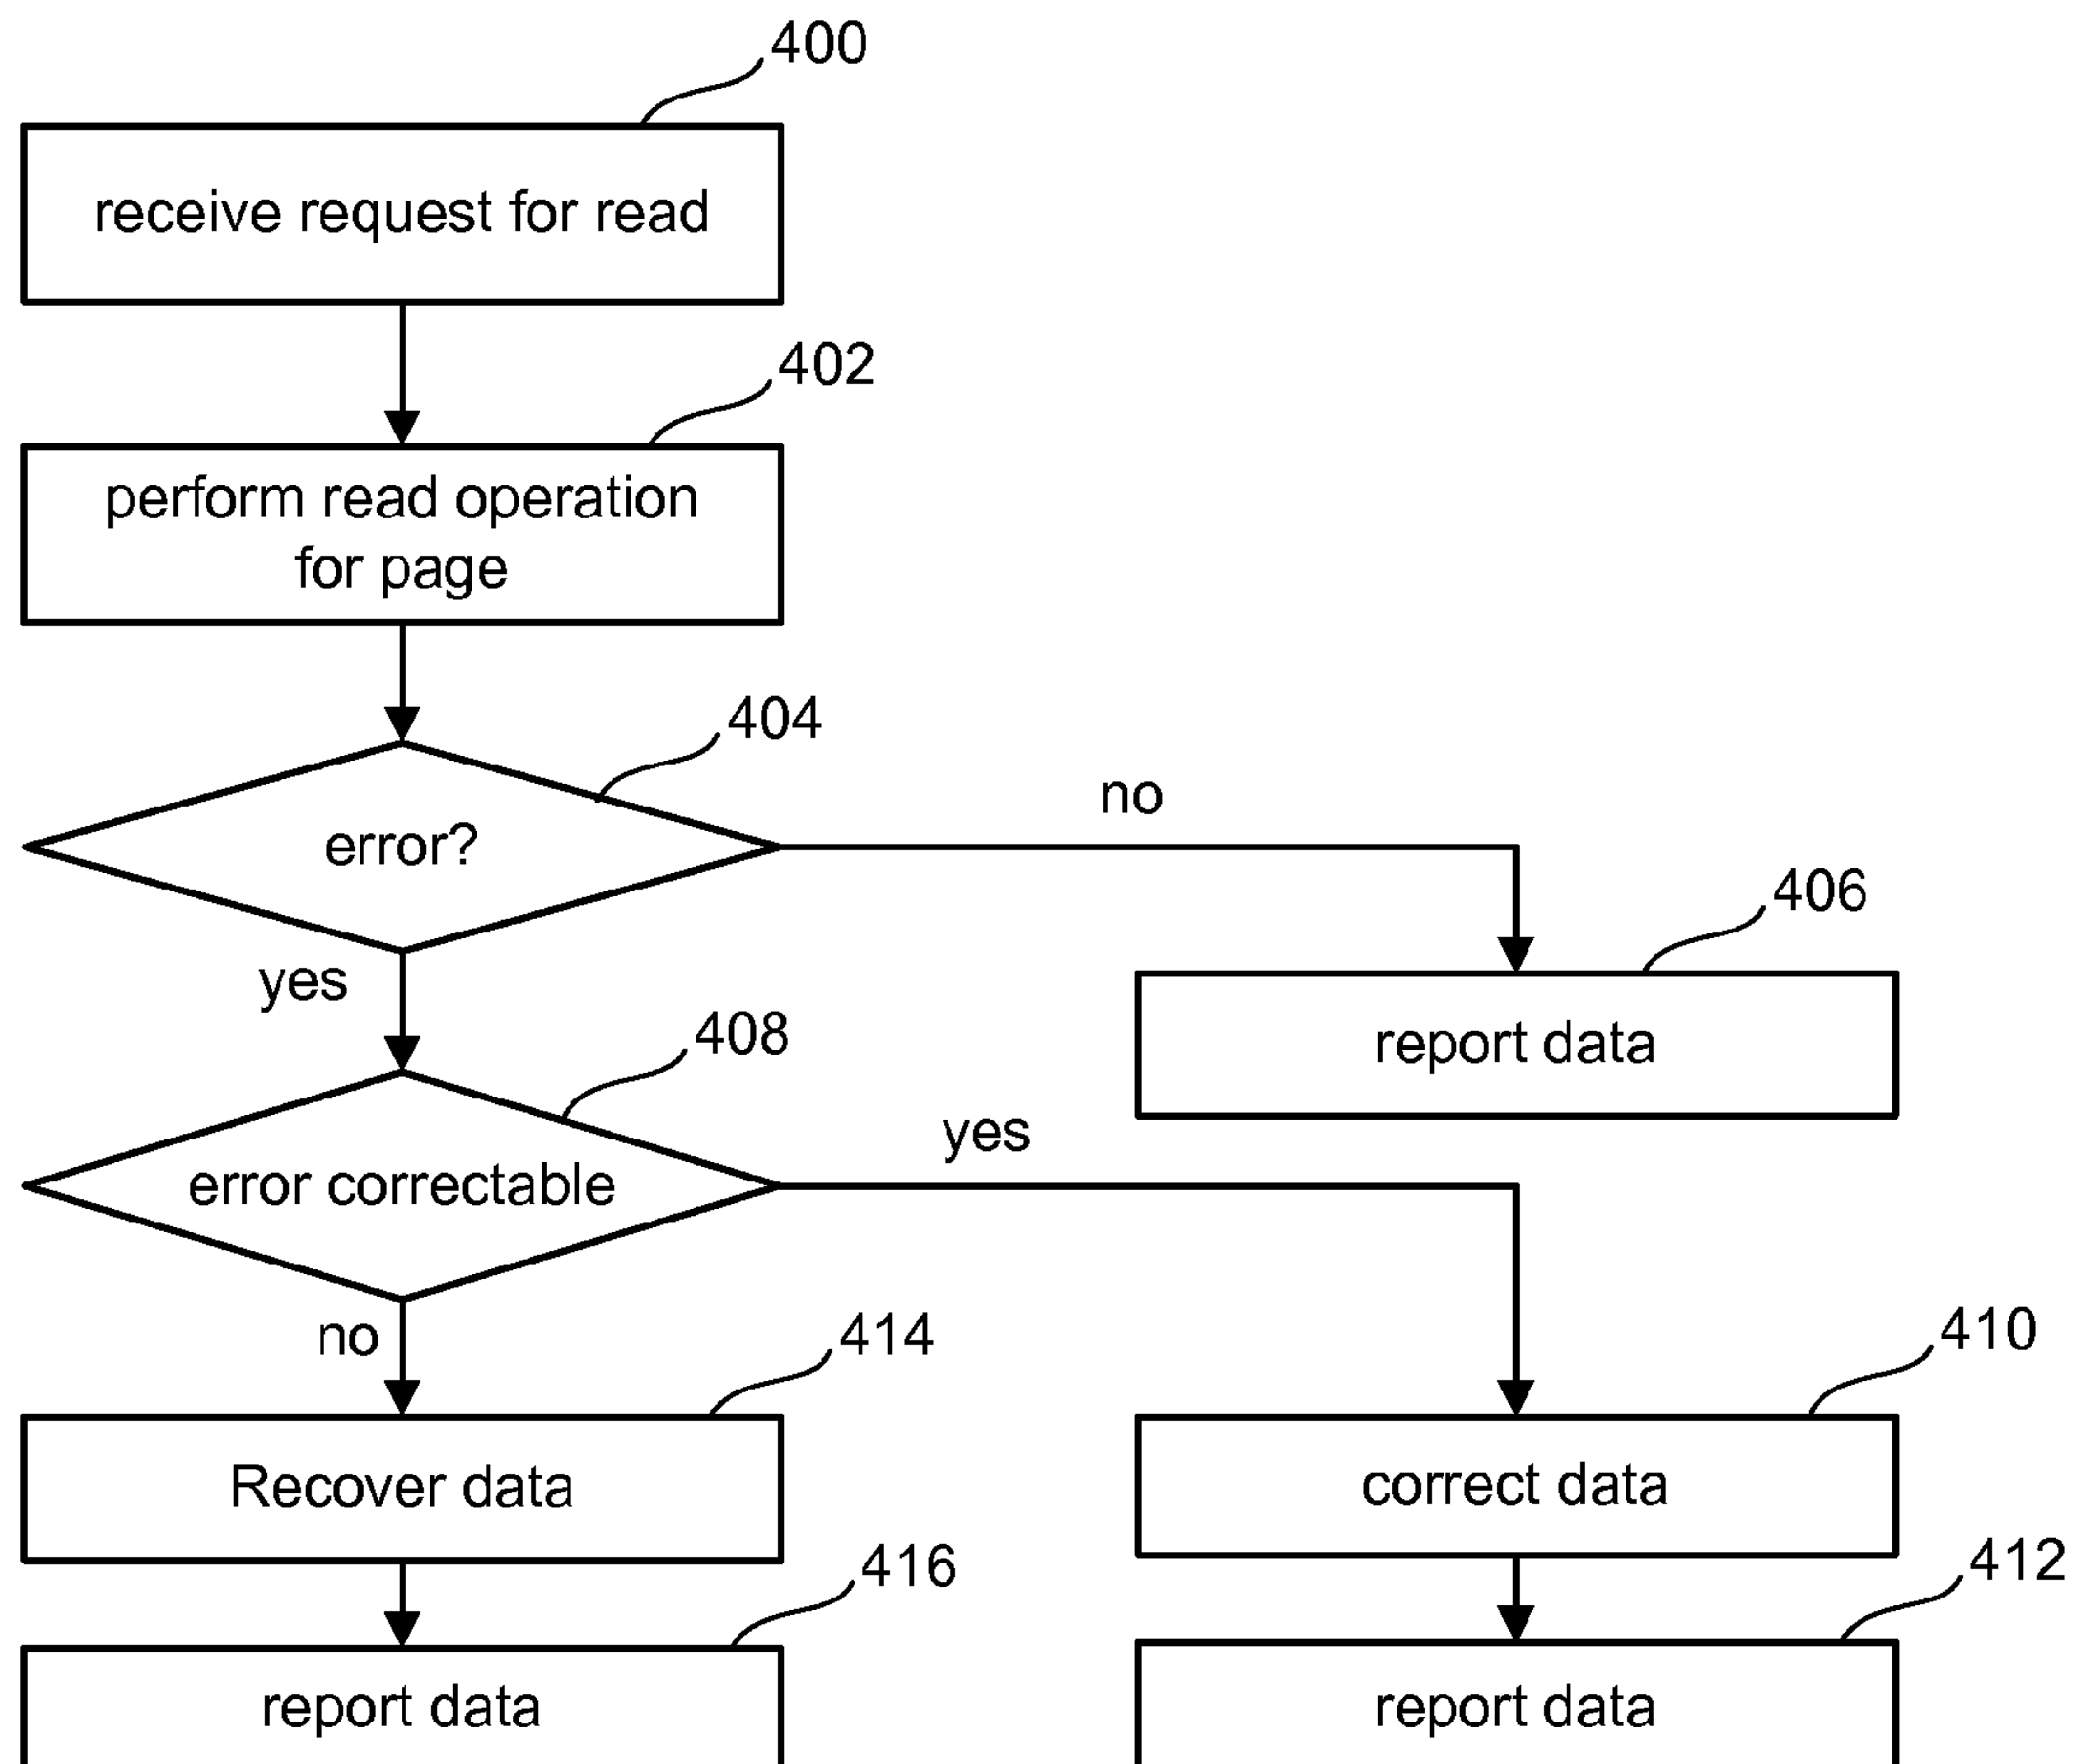 400
receive request for read
402
perform read operation
for page
404
error?
no
406
yes
report data
408
error correctable
yes
no
414
410
Recover data
correct data
416
412
report data
report data